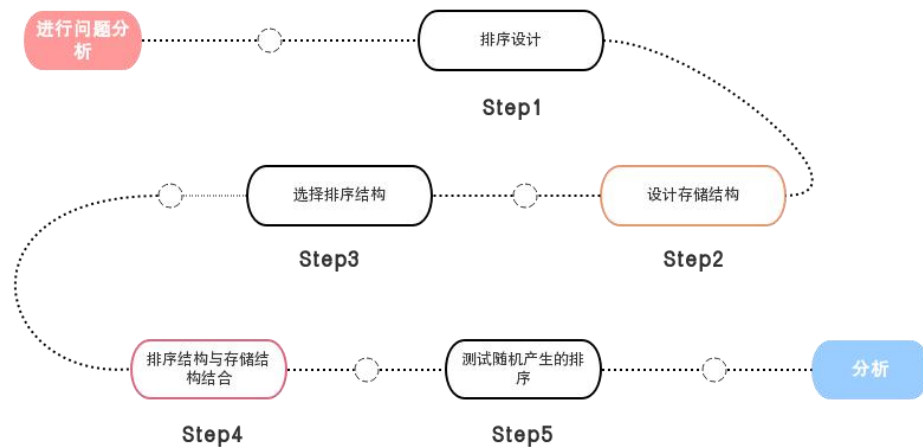 进行问题分
析
排序设计
Step1
选择排序结构
设计存储结构
Step3
Step2
排序结构与存储结
构结合
测试随机产生的排
序
分析
Step4
Step5